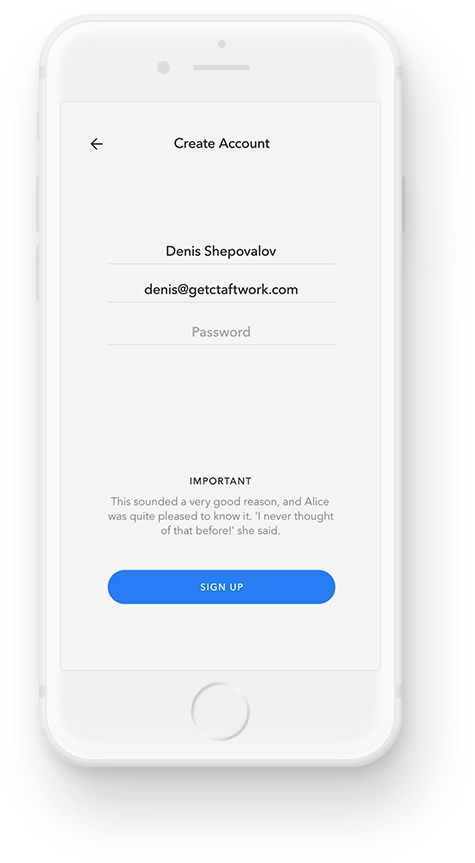 Create Account
Denis Shepovalov
denis@getctaftwork.com
Password
IMPORTANT
This sounded a very good reason, and Alice
was quite pleased to know it. 'I never thought
of that before!' she said.
SIGN UP